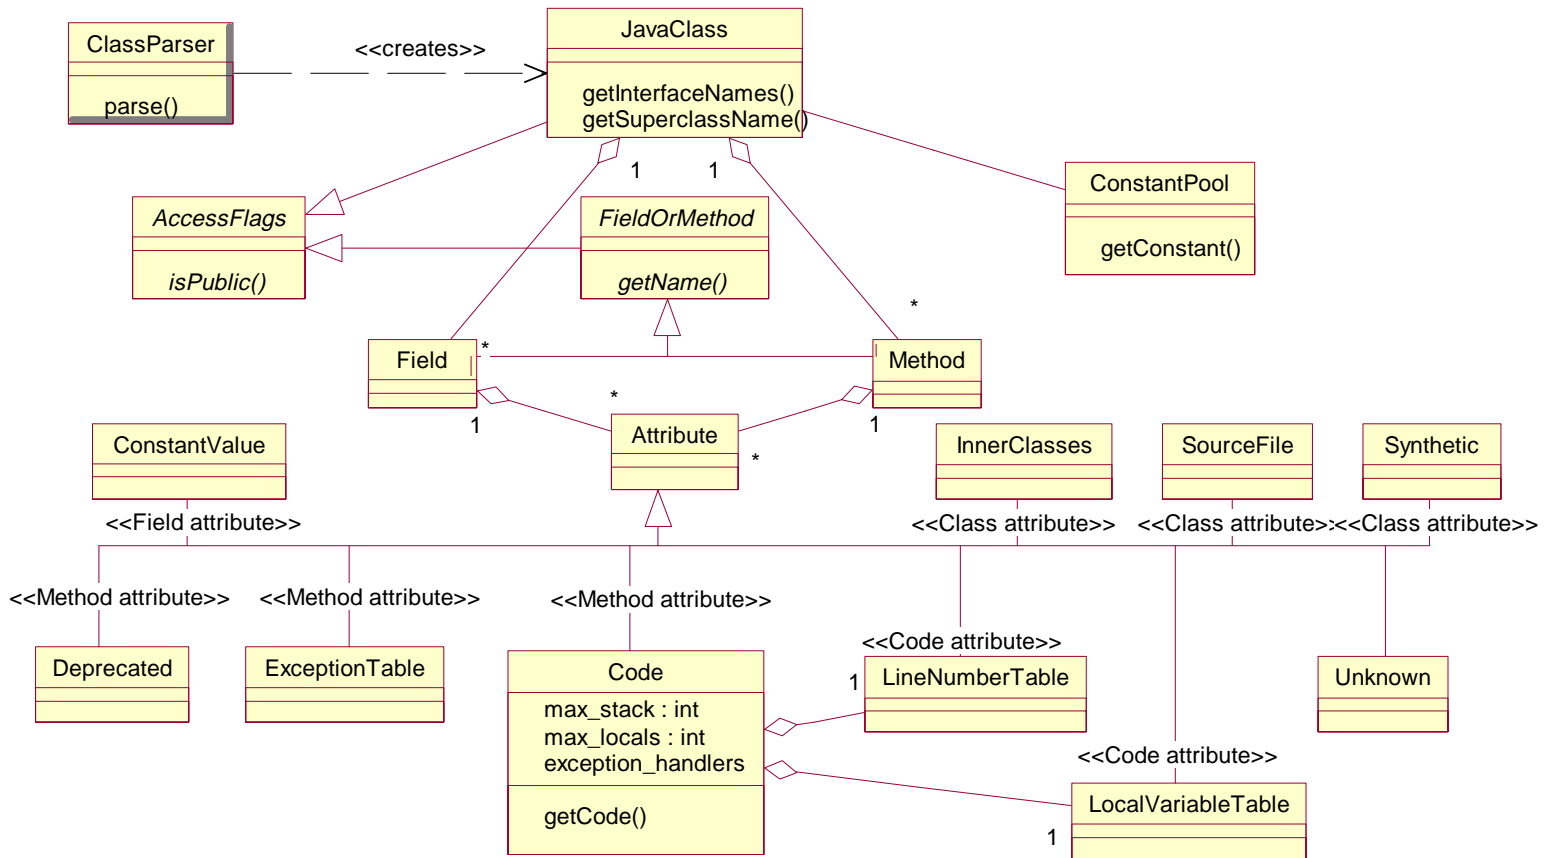 ClassParser
parse()
<<creates>>
JavaClass
getInterfaceNames()
getSuperclassName()
1
1
ConstantPool
getConstant()
AccessFlags
isPublic()
FieldOrMethod
getName()
*
*
Field
Method
*
1
1
Attribute
*
ConstantValue
InnerClasses
SourceFile
Synthetic
<<Field attribute>>
<<Class attribute>>
<<Class attribute>>
<<Class attribute>>
<<Method attribute>>
<<Method attribute>>
<<Method attribute>>
<<Code attribute>>
Deprecated
ExceptionTable
Code
max_stack : int
max_locals : int
exception_handlers
getCode()
1
LineNumberTable
Unknown
<<Code attribute>>
LocalVariableTable
1